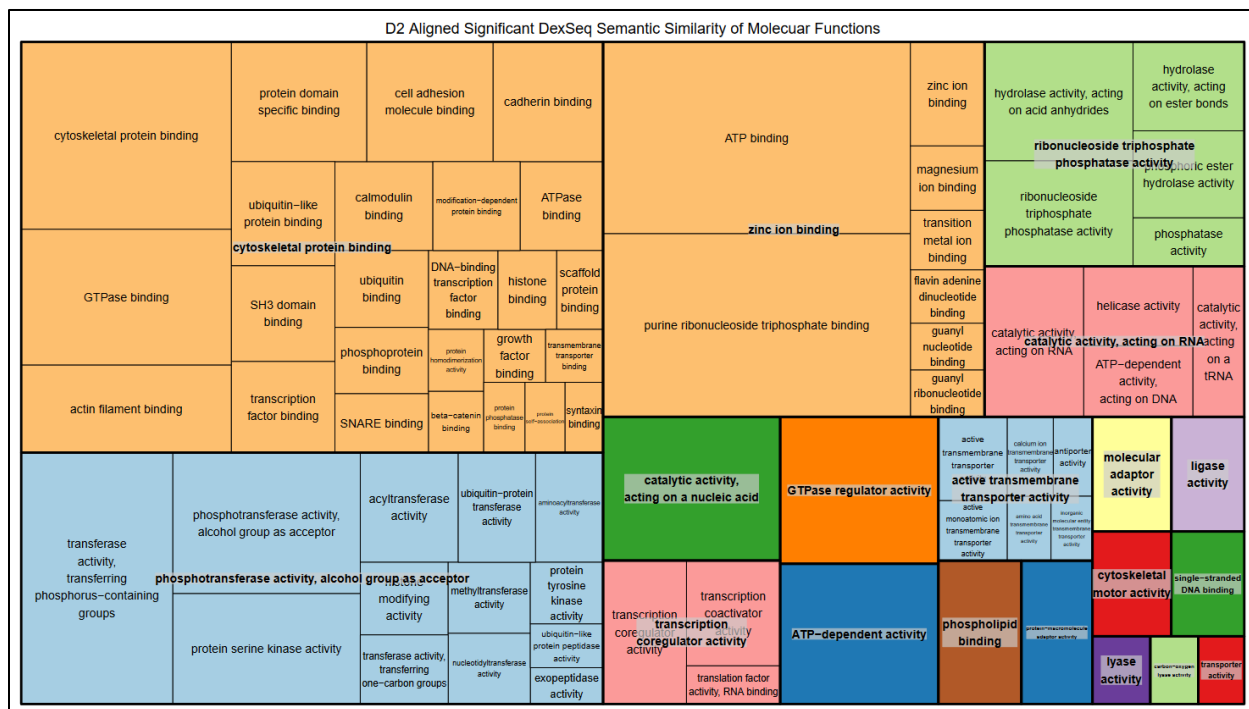 D2 Aligned Significant DexSeq Semantic Similarity of Molecuar Functions
cytoskeletal protein binding
protein domain
specific binding
cell adhesion
molecule binding
cadherin binding
ubiquitin-like
protein binding
calmodulin
binding
modification-dependent
protein binding
ATPase
binding
cytoskeletal protein binding
GTPase binding
SH3 domain
binding
ubiquitin
binding
DNA-binding
transcription
factor
binding
histone
binding
scaffold
protein
binding
phosphoprotein
binding
protein
homodimerization
activity
growth
factor
binding
transmembrane
transporter
binding
actin filament binding
transcription
factor binding
SNARE binding
beta-catenin
binding
protein
phosphatase
binding
protein
self-association
syntaxin
binding
ATP binding
zinc ion
binding
magnesium
ion binding
transition
metal ion
binding
zinc ion binding
purine ribonucleoside triphosphate binding
flavin adenine
dinucleotide
binding
guanyl
nucleotide
binding
guanyl
ribonucleotide
binding
hydrolase activity, acting
on acid anhydrides
hydrolase
activity, acting
on ester bonds
ribonucleoside triphosphate
phosphatase activity
phosphoric ester
hydrolase activity
ribonucleoside
triphosphate
phosphatase activity
phosphatase
activity
catalytic activity,
acting on RNA
helicase activity
catalytic
activity,
acting
on a
tRNA
catalytic activity, acting on RNA
ATP-dependent
activity,
acting on DNA
transferase
activity,
transferring
phosphorus-containing
groups
phosphotransferase activity,
alcohol group as acceptor
acyltransferase
activity
ubiquitin-protein
transferase
activity
aminoacyltransferase
activity
phosphotransferase activity, alcohol group as acceptor
histone
modifying
activity
methyltransferase
activity
protein
tyrosine
kinase
activity
protein serine kinase activity
transferase activity,
transferring
one-carbon groups
nucleotidyltransferase
activity
ubiquitin-like
protein peptidase
activity
exopeptidase
activity
catalytic activity,
acting on a nucleic acid
GTPase regulator activity
active
transmembrane
transporter
calcium ion
transmembrane
transporter activity
antiporter
activity
active transmembrane
transporter activity
active
monoatomic ion
transmembrane
transporter
activity
amino acid
transmembrane
transporter
activity
inorganic
molecular entity
transmembrane
transporter
activity
molecular
adaptor
activity
ligase
activity
transcription
coregulator
activity
transcription
coactivator
activity
transcription
coregulator activity
translation factor
activity, RNA binding
ATP-dependent activity
phospholipid
binding
protein-macromolecule
adaptor activity
cytoskeletal
motor activity
single-stranded
DNA binding
lyase
activity
carbon-oxygen
lyase activity
transporter
activity